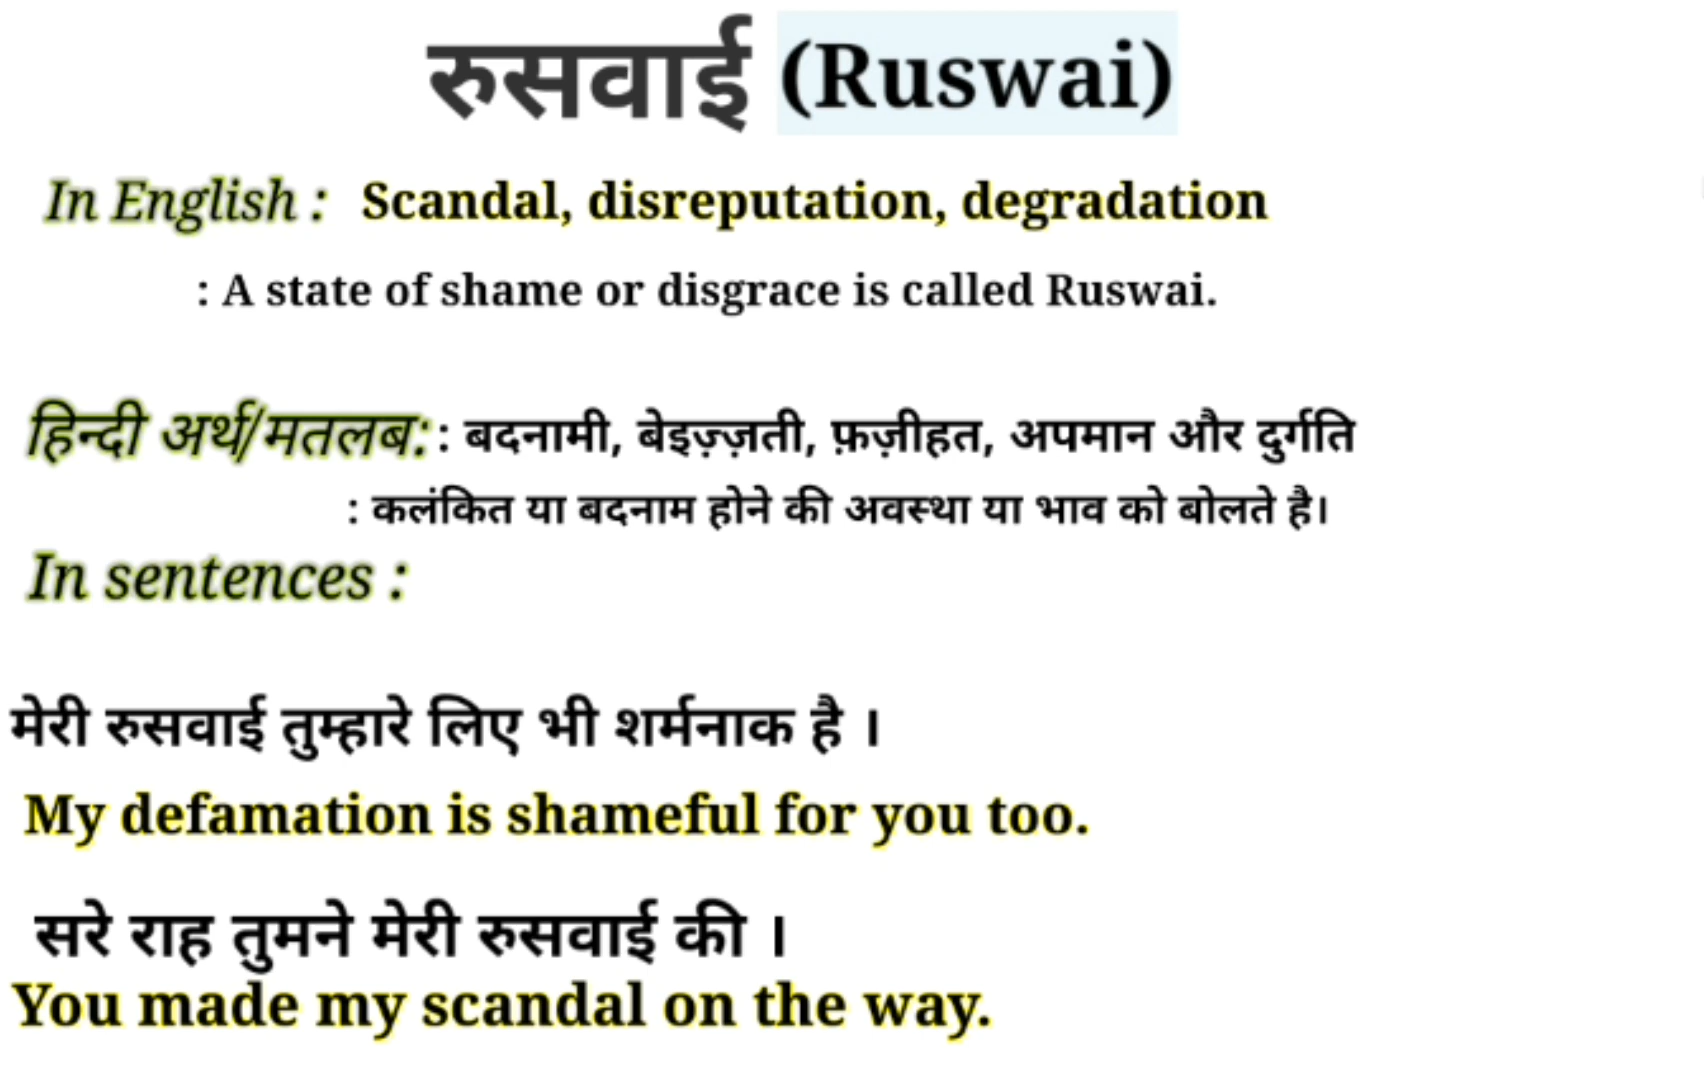 रुसवाई (Ruswai)
In English : Scandal, disreputation, degradation
: A state of shame or disgrace is called Ruswai.
हिन्दी अर्थ/मतलब: : बदनामी, बेइज़्ज़ती, फ़ज़ीहत, अपमान और दुर्गति
: कलंकित या बदनाम होने की अवस्था या भाव को बोलते है।
In sentences :
मेरी रुसवाई तुम्हारे लिए भी शर्मनाक है ।
My defamation is shameful for you too.
सरे राह तुमने मेरी रुसवाई की ।
You made my scandal on the way.